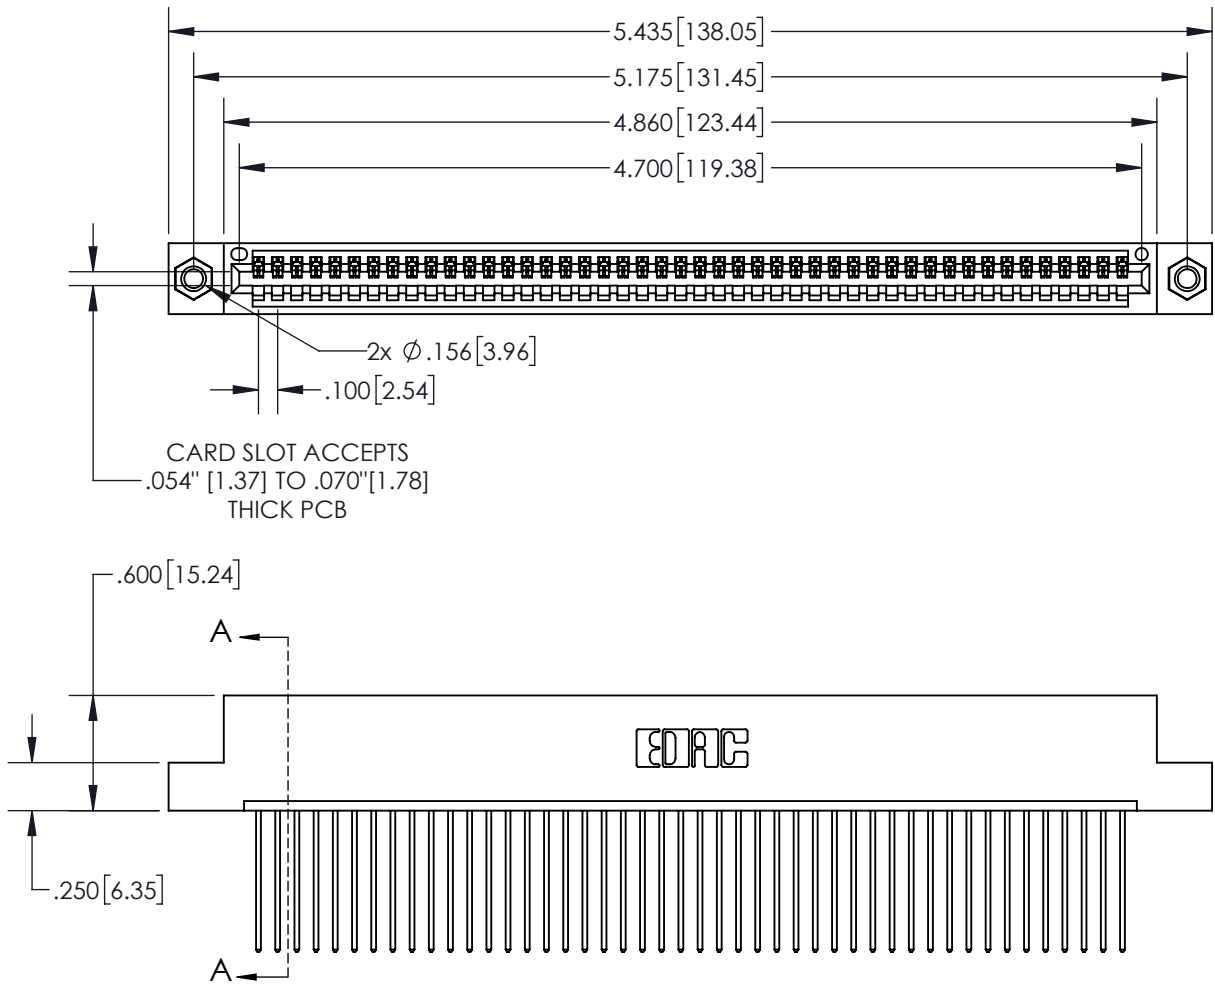 5.435[138.05]
5.175[131.45]
4.860[123.44]
4.700[119.38]
2x Ø.156[3.96]
.100[2.54]
CARD SLOT ACCEPTS
.054" [1.37] TO .070"[1.78]
THICK PCB
.600[15.24]
A
EDAC
.250[6.35]
A